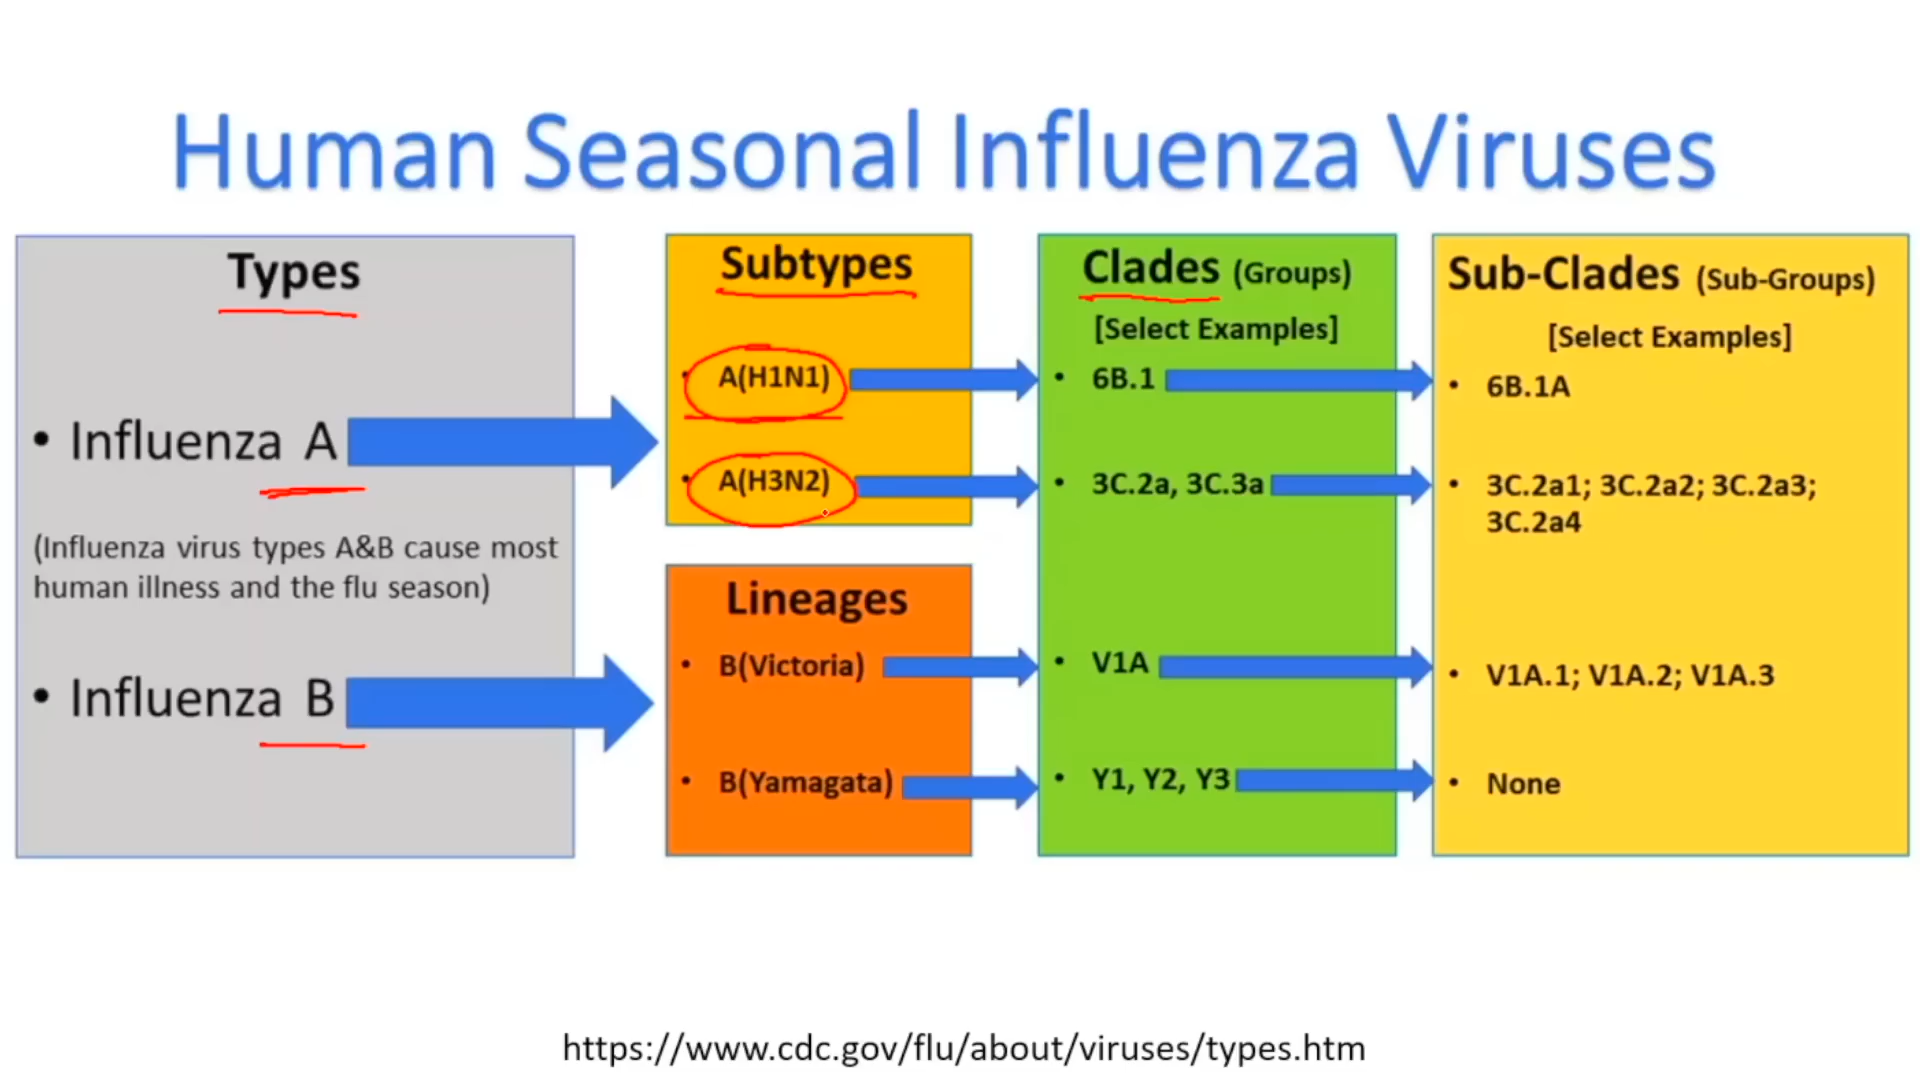 Human Seasonal Influenza Viruses
Types
• Influenza A
(Influenza virus types A&B cause most
human illness and the flu season)
• Influenza B
Subtypes
• A(H1N1)
• A(H3N2)
Lineages
• B(Victoria)
• B(Yamagata)
Clades (Groups)
[Select Examples]
• 6B.1
• 3C.2a, 3C.3a
• V1A
• Y1, Y2, Y3
Sub-Clades (Sub-Groups)
[Select Examples]
• 6B.1A
• 3C.2a1; 3C.2a2; 3C.2a3;
3C.2a4
• V1A.1; V1A.2; V1A.3
• None
https://www.cdc.gov/flu/about/viruses/types.htm